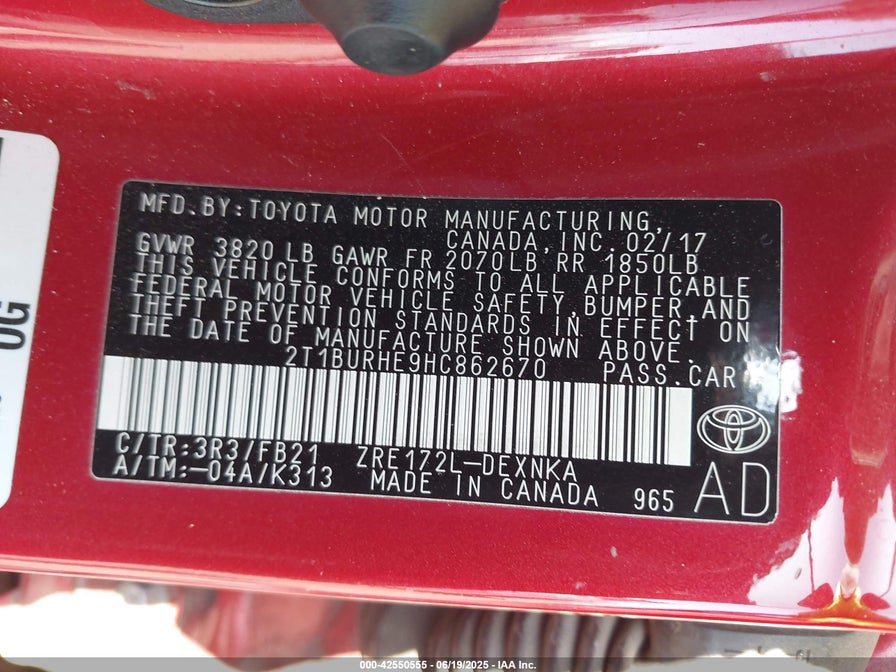 MFD.BY:TOYOTA MOTOR MANUFACTURING,
CANADA,INC. 02/17
GVWR 3820 LB GAWR FR 2070LB RR 1850LB
THIS VEHICLE CONFORMS TO ALL APPLICABLE
FEDERAL MOTOR VEHICLE SAFETY,BUMPER,AND
THEFT PREVENTION STANDARDS IN EFFECT ON
THE DATE OF MANUFACTURE SHOWN ABOVE.
2T1BURHE9HC862670 PASS.CAR
C/TR:3R3/FB21 ZRE172L-DEXNKA
A/TM:-04A/K313 MADE IN CANADA 965 AD
OG
000-42550555 - 06/19/2025 - IAA Inc.